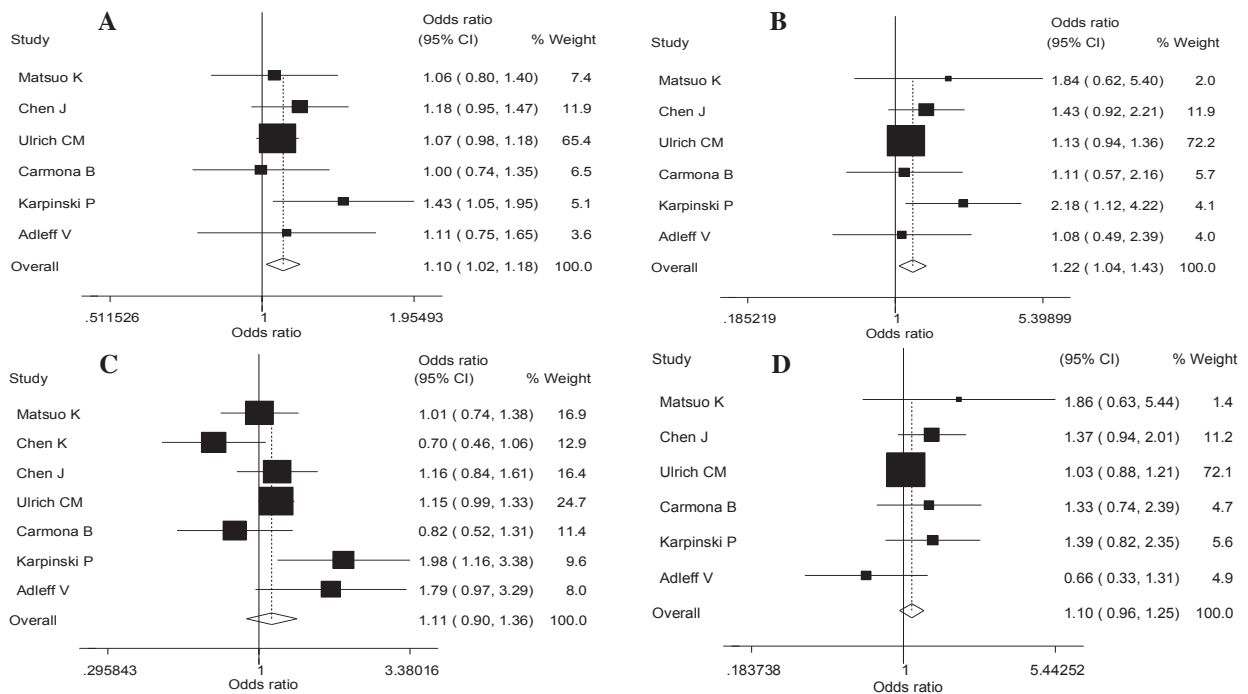 A
Odds ratio
Study (95% CI) % Weight
Matsuo K 1.06 ( 0.80, 1.40) 7.4
Chen J 1.18 ( 0.95, 1.47) 11.9
Ulrich CM 1.07 ( 0.98, 1.18) 65.4
Carmona B 1.00 ( 0.74, 1.35) 6.5
Karpinski P 1.43 ( 1.05, 1.95) 5.1
Adleff V 1.11 ( 0.75, 1.65) 3.6
Overall 1.10 ( 1.02, 1.18) 100.0
.511526 1 1.95493
Odds ratio
B
Odds ratio
Study (95% CI) % Weight
Matsuo K 1.84 ( 0.62, 5.40) 2.0
Chen J 1.43 ( 0.92, 2.21) 11.9
Ulrich CM 1.13 ( 0.94, 1.36) 72.2
Carmona B 1.11 ( 0.57, 2.16) 5.7
Karpinski P 2.18 ( 1.12, 4.22) 4.1
Adleff V 1.08 ( 0.49, 2.39) 4.0
Overall 1.22 ( 1.04, 1.43) 100.0
.185219 1 5.39899
Odds ratio
C
Odds ratio
Study (95% CI) % Weight
Matsuo K 1.01 ( 0.74, 1.38) 16.9
Chen K 0.70 ( 0.46, 1.06) 12.9
Chen J 1.16 ( 0.84, 1.61) 16.4
Ulrich CM 1.15 ( 0.99, 1.33) 24.7
Carmona B 0.82 ( 0.52, 1.31) 11.4
Karpinski P 1.98 ( 1.16, 3.38) 9.6
Adleff V 1.79 ( 0.97, 3.29) 8.0
Overall 1.11 ( 0.90, 1.36) 100.0
.295843 1 3.38016
Odds ratio
D
Odds ratio
Study (95% CI) % Weight
Matsuo K 1.86 ( 0.63, 5.44) 1.4
Chen J 1.37 ( 0.94, 2.01) 11.2
Ulrich CM 1.03 ( 0.88, 1.21) 72.1
Carmona B 1.33 ( 0.74, 2.39) 4.7
Karpinski P 1.39 ( 0.82, 2.35) 5.6
Adleff V 0.66 ( 0.33, 1.31) 4.9
Overall 1.10 ( 0.96, 1.25) 100.0
.183738 1 5.44252
Odds ratio